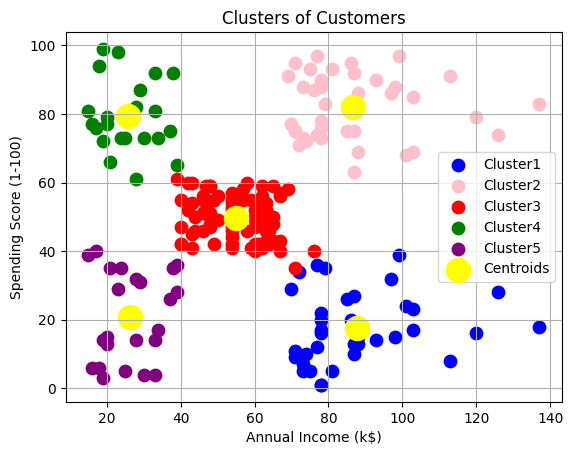 Clusters of Customers
100
80
60
40
20
0
Spending Score (1-100)
Cluster1
Cluster2
Cluster3
Cluster4
Cluster5
Centroids
20 40 60 80 100 120 140
Annual Income (k$)